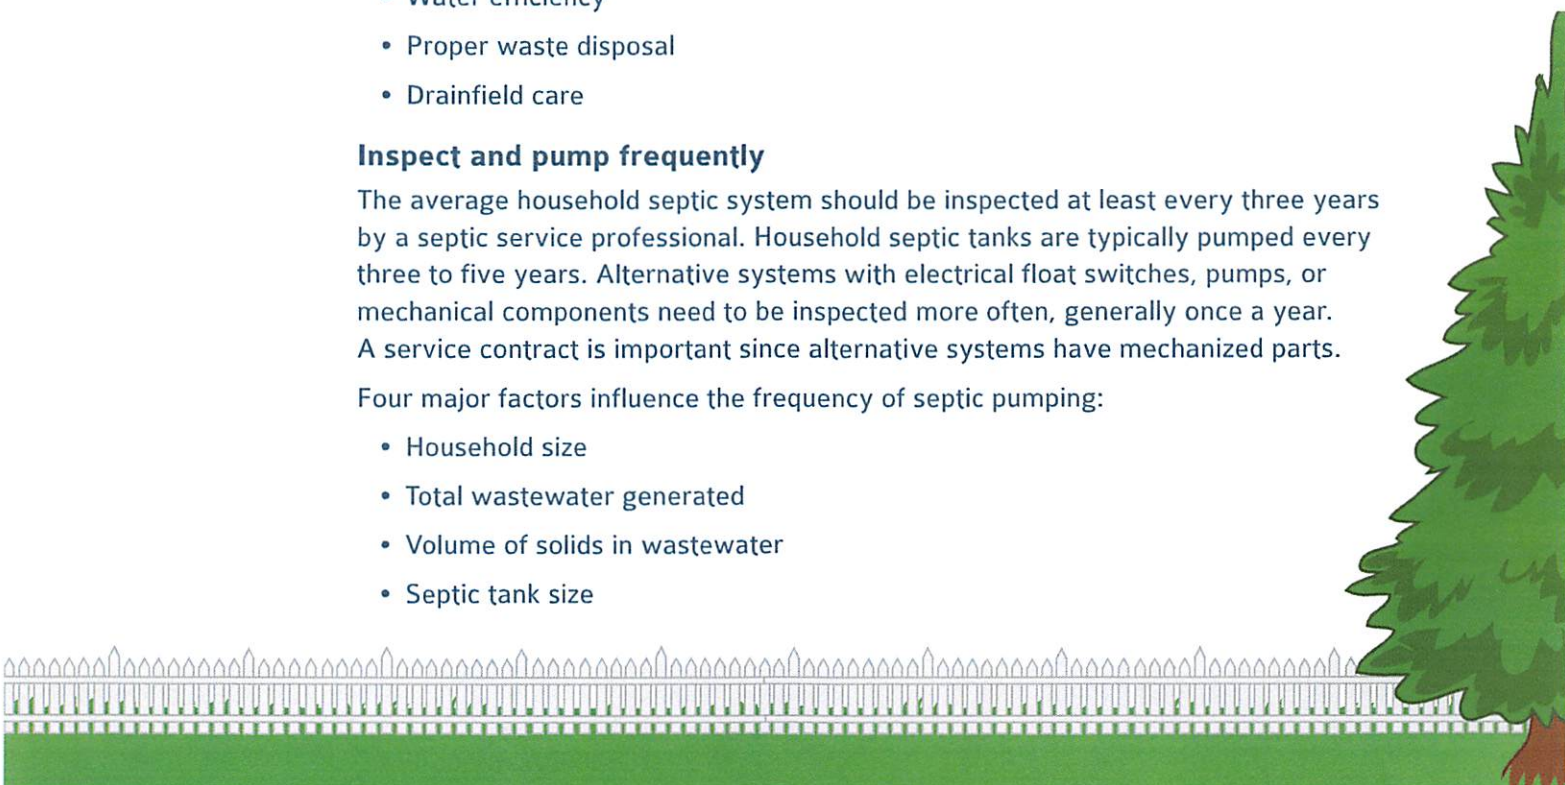 • Water efficiency
• Proper waste disposal
• Drainfield care
Inspect and pump frequently
The average household septic system should be inspected at least every three years
by a septic service professional. Household septic tanks are typically pumped every
three to five years. Alternative systems with electrical float switches, pumps, or
mechanical components need to be inspected more often, generally once a year.
A service contract is important since alternative systems have mechanized parts.
Four major factors influence the frequency of septic pumping:
• Household size
• Total wastewater generated
• Volume of solids in wastewater
• Septic tank size